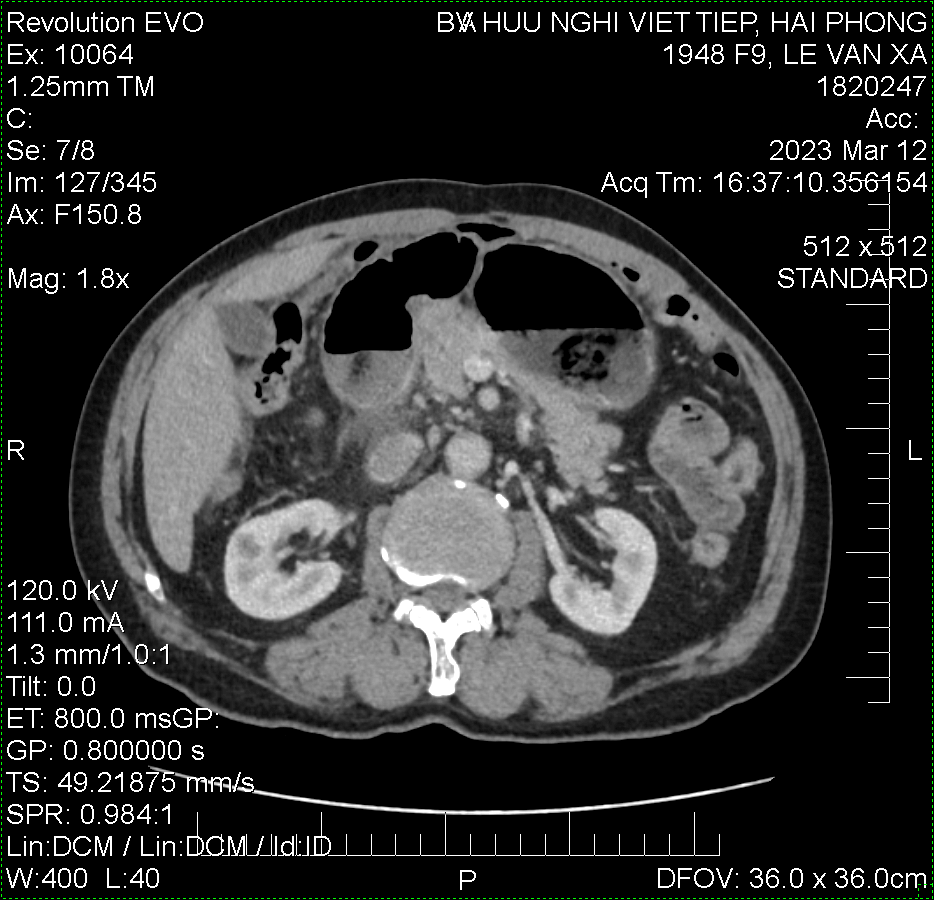 Revolution EVO
Ex: 10064
1.25mm TM
C:
Se: 7/8
Im: 127/345
Ax: F150.8
Mag: 1.8x
BVA HUU NGHI VIET TIEP, HAI PHONG
1948 F9, LE VAN XA
1820247
Acc:
2023 Mar 12
Acq Tm: 16:37:10.356154
512 x 512
STANDARD
R
L
120.0 kV
111.0 mA
1.3 mm/1.0:1
Tilt: 0.0
ET: 800.0 msGP:
GP: 0.800000 s
TS: 49.21875 mm/s
SPR: 0.984:1
Lin:DCM / Lin:DCM / Id:ID
W:400 L:40
P
DFOV: 36.0 x 36.0cm